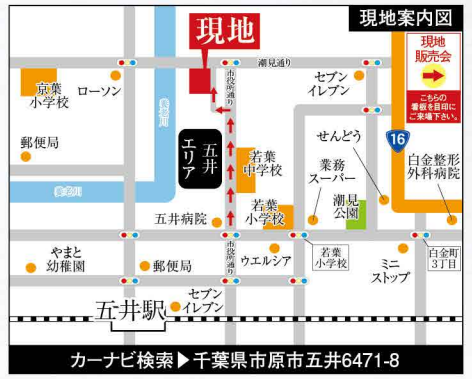 現地案内図
現地
潮見通り
現地
販売会
こちらの
看板を目印に
ご来場下さい。
京葉
小学校
ローソン
養老川
市役所通り
セブン
イレブン
16
郵便局
五井
エリア
若葉
中学校
せんどう
業務
スーパー
白金整形
外科病院
養老川
五井病院
若葉
小学校
潮見
公園
やまと
幼稚園
郵便局
市役所通り
ウエルシア
若葉
小学校
ミニ
ストップ
白金町
3丁目
五井駅
セブン
イレブン
カーナビ検索▶千葉県市原市五井6471-8